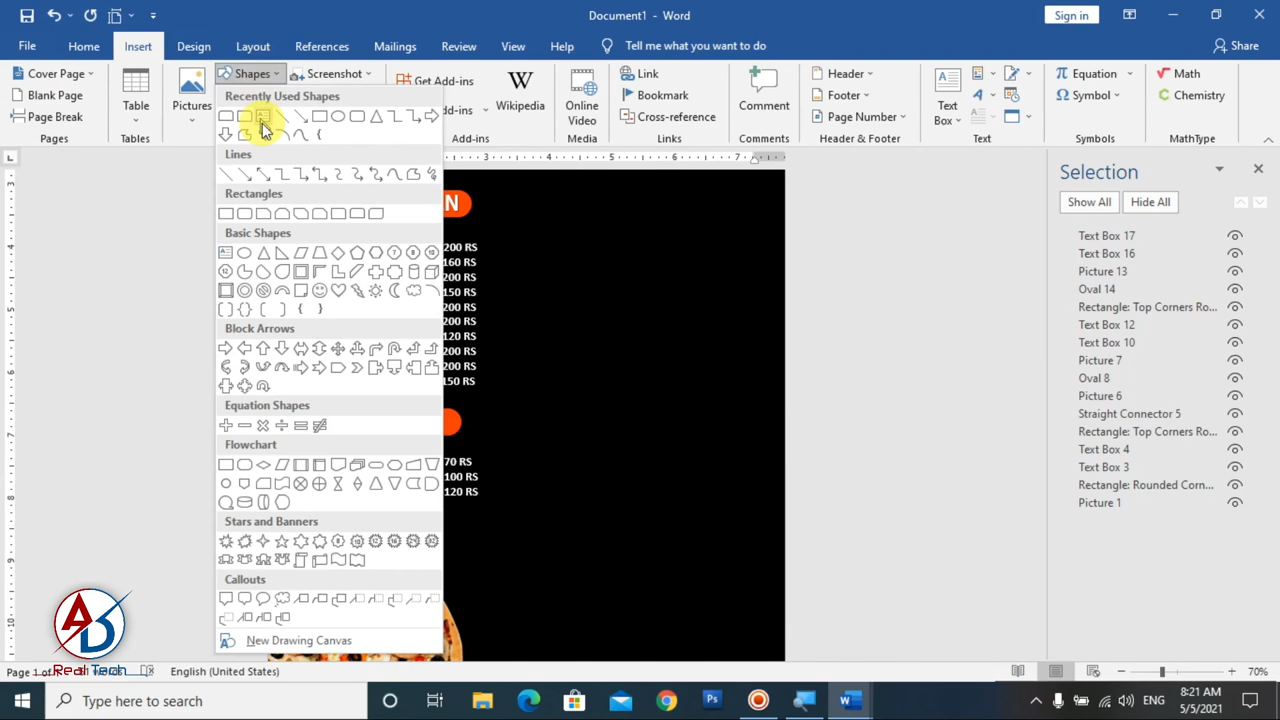 Document1 - Word
Sign in
File
Home
Insert
Design
Layout
References
Mailings
Review
View
Help
Tell me what you want to do
Share
Cover Page
Blank Page
Page Break
Pages
Table
Tables
Pictures
Shapes
Screenshot
Get Add-ins
Add-ins
Wikipedia
Online
Video
Media
Link
Bookmark
Cross-reference
Links
Comment
Comments
Header
Footer
Page Number
Header & Footer
Text
Box
Text
Equation
Symbol
Symbols
Math
Chemistry
MathType
Recently Used Shapes
Lines
Rectangles
Basic Shapes
Block Arrows
Equation Shapes
Flowchart
Stars and Banners
Callouts
New Drawing Canvas
3 4 5 6 7
N
200 RS
160 RS
200 RS
150 RS
200 RS
200 RS
120 RS
200 RS
200 RS
150 RS
70 RS
100 RS
120 RS
Selection
Show All
Hide All
Text Box 17
Text Box 16
Picture 13
Oval 14
Rectangle: Top Corners Ro...
Text Box 12
Text Box 10
Picture 7
Oval 8
Picture 6
Straight Connector 5
Rectangle: Top Corners Ro...
Text Box 4
Text Box 3
Rectangle: Rounded Corn...
Picture 1
Real Tech
Page 1 of
English (United States)
70%
Type here to search
Ps
ENG
8:21 AM
5/5/2021